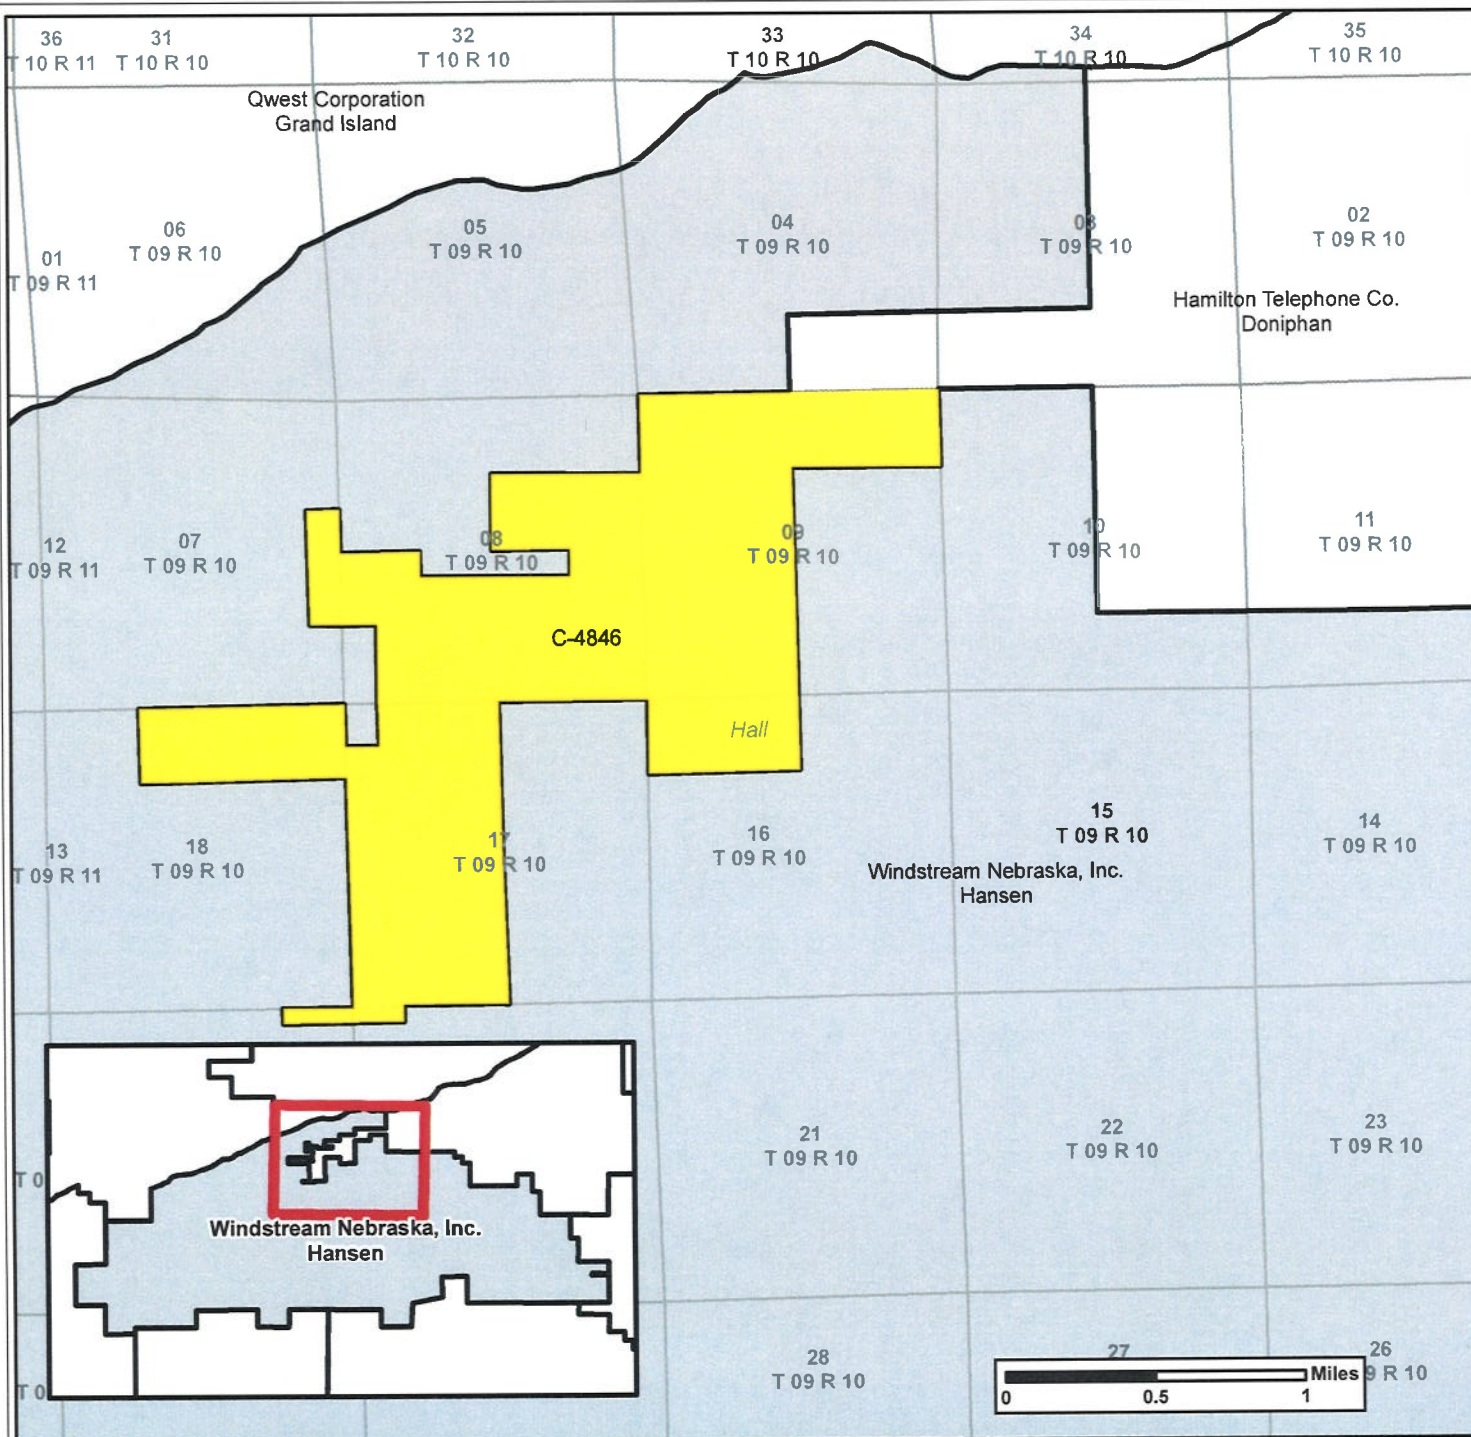 36
T 10 R 11
31
T 10 R 10
32
T 10 R 10
33
T 10 R 10
34
T 10 R 10
35
T 10 R 10
Qwest Corporation
Grand Island
01
T 09 R 11
06
T 09 R 10
05
T 09 R 10
04
T 09 R 10
03
T 09 R 10
02
T 09 R 10
Hamilton Telephone Co.
Doniphan
12
T 09 R 11
07
T 09 R 10
08
T 09 R 10
09
T 09 R 10
10
T 09 R 10
11
T 09 R 10
C-4846
Hall
13
T 09 R 11
18
T 09 R 10
17
T 09 R 10
16
T 09 R 10
15
T 09 R 10
14
T 09 R 10
Windstream Nebraska, Inc.
Hansen
21
T 09 R 10
22
T 09 R 10
23
T 09 R 10
T 0
Windstream Nebraska, Inc.
Hansen
28
T 09 R 10
27
26
9 R 10
T 0
Miles
0 0.5 1